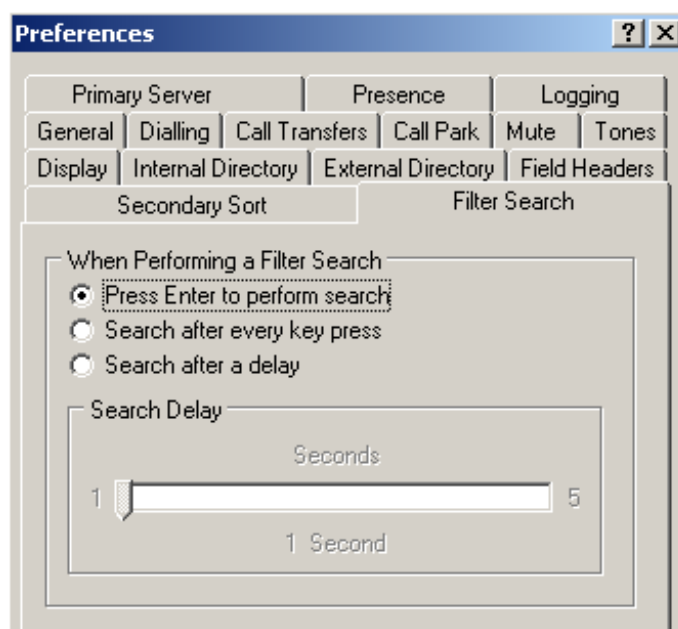 Preferences
Primary Server Presence Logging
General Dialling Call Transfers Call Park Mute Tones
Display Internal Directory External Directory Field Headers
Secondary Sort Filter Search
When Performing a Filter Search
Press Enter to perform search
Search after every key press
Search after a delay
Search Delay
Seconds
1 5
1 Second